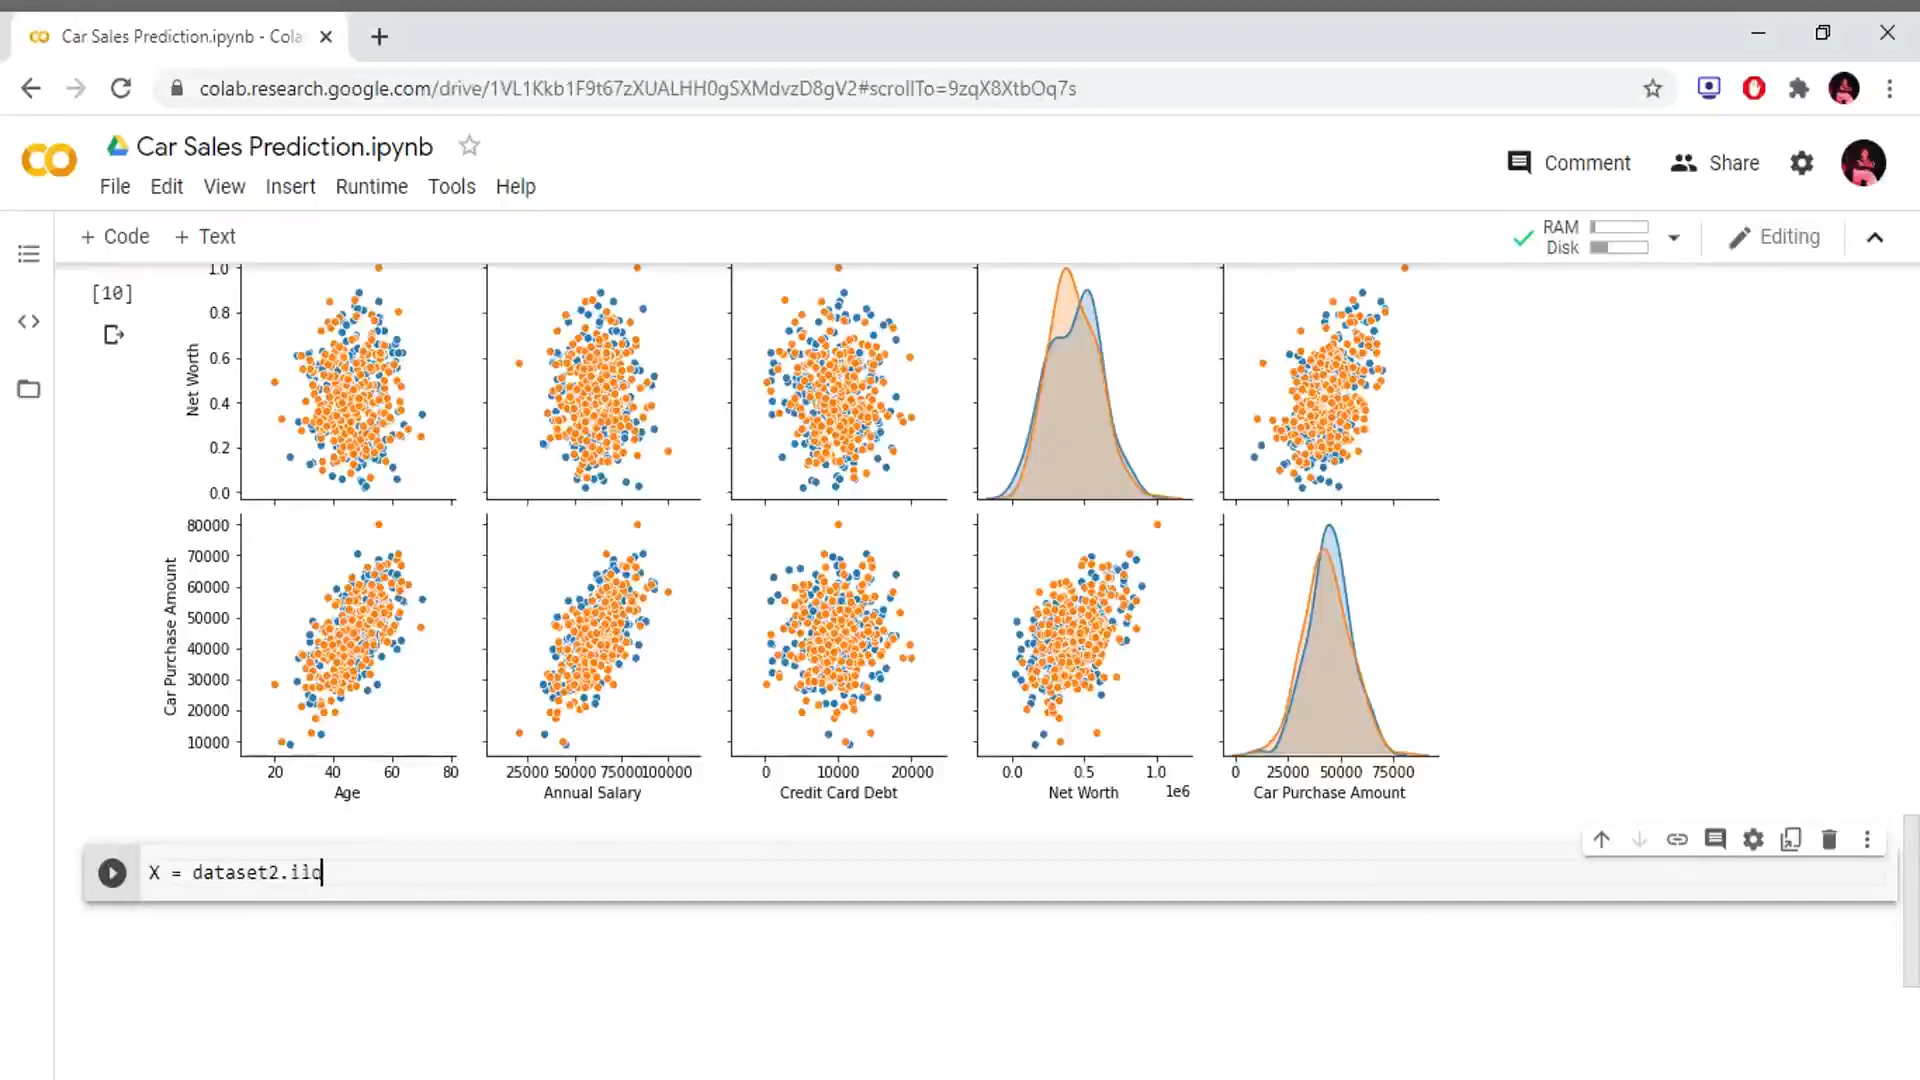 Car Sales Prediction.ipynb - Cola
colab.research.google.com/drive/1VL1Kkb1F9t67zXUALHH0gSXMdvzD8gV2#scrollTo=9zqX8XtbOq7s
Car Sales Prediction.ipynb
File Edit View Insert Runtime Tools Help
Comment Share
+ Code + Text
RAM
Disk
Editing
[10]
1.0
0.8
0.6
0.4
0.2
0.0
Net Worth
80000
70000
60000
50000
40000
30000
20000
10000
Car Purchase Amount
20 40 60 80 25000 50000 75000 100000 0 10000 20000 0.0 0.5 1.0 0 25000 50000 75000
Age Annual Salary Credit Card Debt Net Worth 1e6 Car Purchase Amount
X = dataset2.ilo